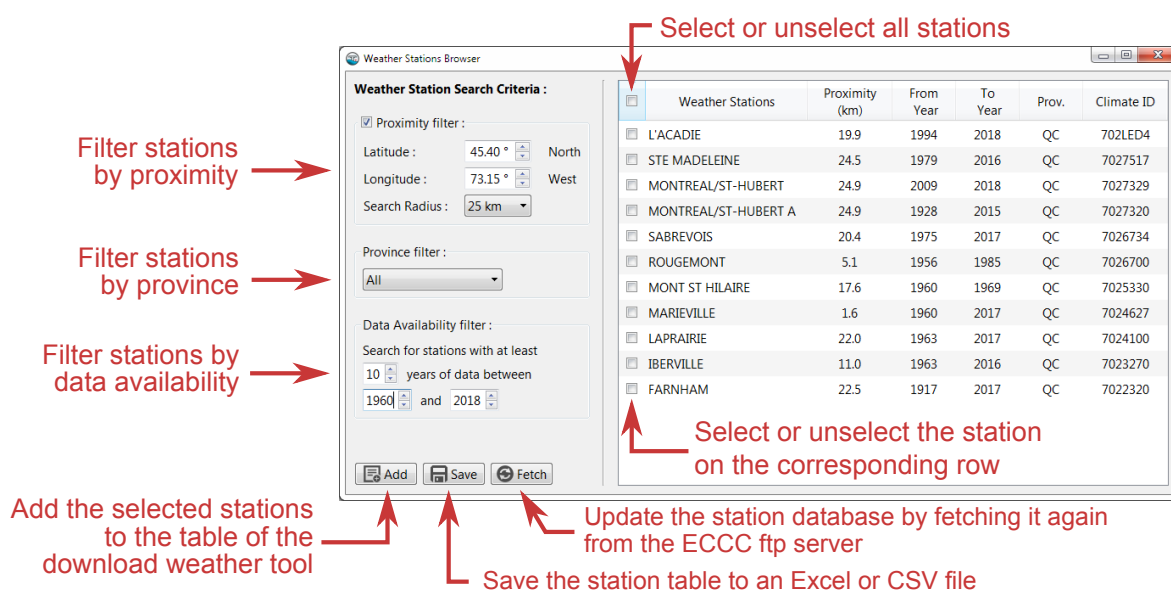 Select or unselect all stations
Weather Stations Browser
Weather Station Search Criteria :
Proximity filter :
Latitude : 45.40 ° North
Longitude : 73.15 ° West
Search Radius : 25 km
Province filter :
All
Data Availability filter :
Search for stations with at least
10 years of data between
1960 and 2018
Add Save Fetch
Weather Stations Proximity (km) From Year To Year Prov. Climate ID
L'ACADIE 19.9 1994 2018 QC 702LED4
STE MADELEINE 24.5 1979 2016 QC 7027517
MONTREAL/ST-HUBERT 24.9 2009 2018 QC 7027329
MONTREAL/ST-HUBERT A 24.9 1928 2015 QC 7027320
SABREVOIS 20.4 1975 2017 QC 7026734
ROUGEMONT 5.1 1956 1985 QC 7026700
MONT ST HILAIRE 17.6 1960 1969 QC 7025330
MARIEVILLE 1.6 1960 2017 QC 7024627
LAPRAIRIE 22.0 1963 2017 QC 7024100
IBERVILLE 11.0 1963 2016 QC 7023270
FARNHAM 22.5 1917 2017 QC 7022320
Filter stations
by proximity
Filter stations
by province
Filter stations by
data availability
Select or unselect the station
on the corresponding row
Add the selected stations
to the table of the
download weather tool
Update the station database by fetching it again
from the ECCC ftp server
Save the station table to an Excel or CSV file